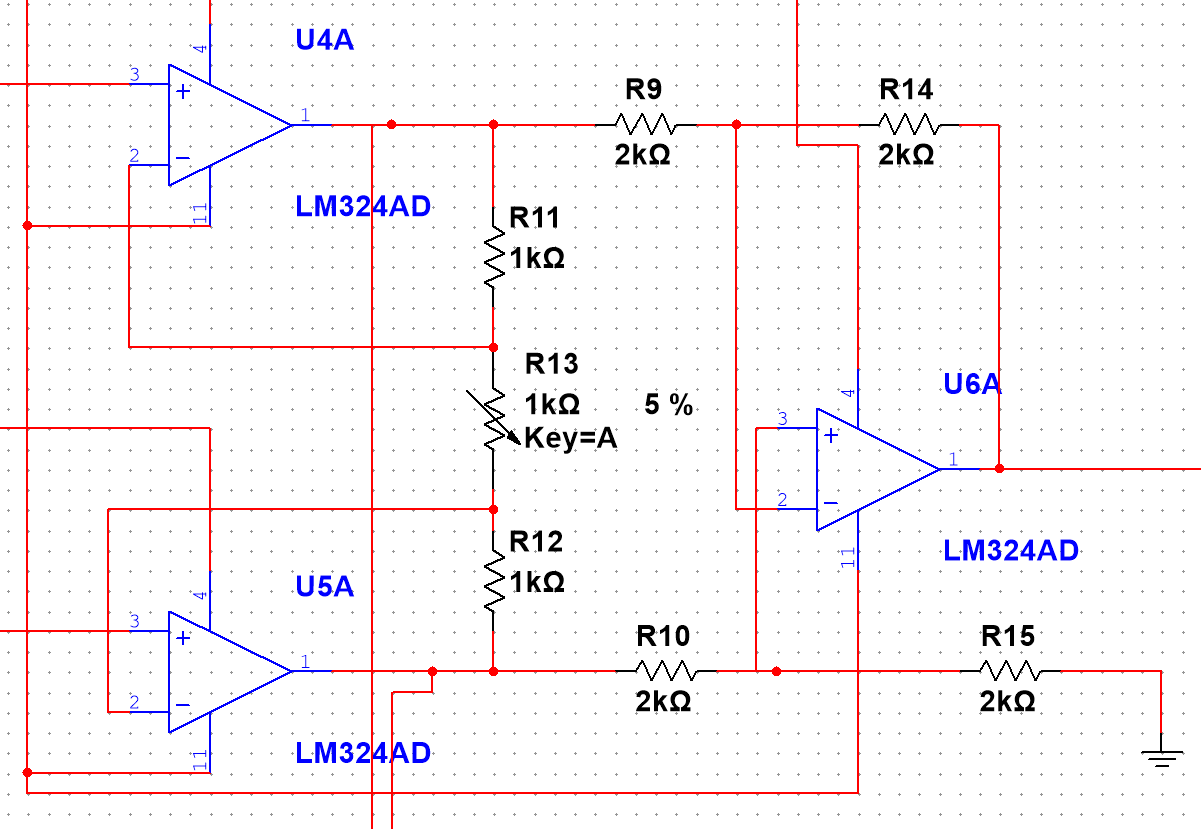 U4A
4
3
+
1
2
−
11
LM324AD
R9
2kΩ
R14
2kΩ
R11
1kΩ
R13
1kΩ 5 %
Key=A
U6A
4
3
+
1
2
−
11
LM324AD
R12
1kΩ
U5A
4
3
+
1
2
−
11
LM324AD
R10
2kΩ
R15
2kΩ